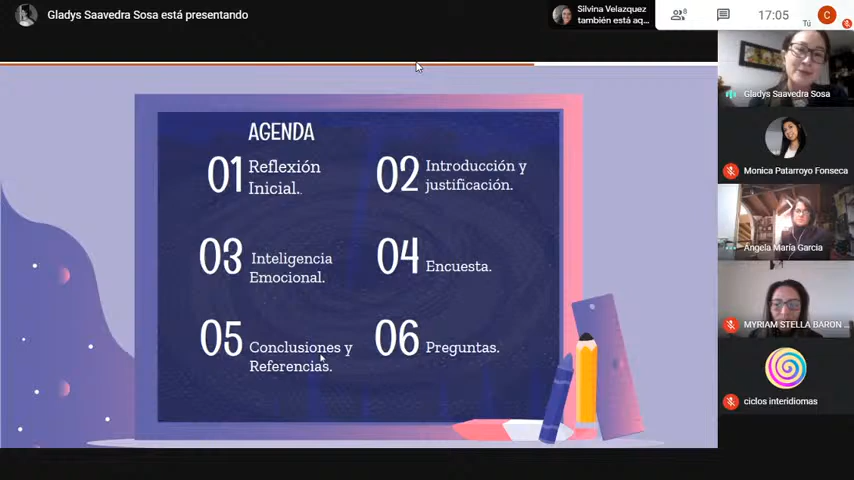 Gladys Saavedra Sosa está presentando
Silvina Velazquez
también está aq...
8
17:05
Tú
C
AGENDA
01 Reflexión
Inicial.
02 Introducción y
justificación.
03 Inteligencia
Emocional.
04 Encuesta.
05 Conclusiones y
Referencias.
06 Preguntas.
Gladys Saavedra Sosa
Monica Patarroyo Fonseca
Angela María García
MYRIAM STELLA BARON ...
ciclos interidiomas